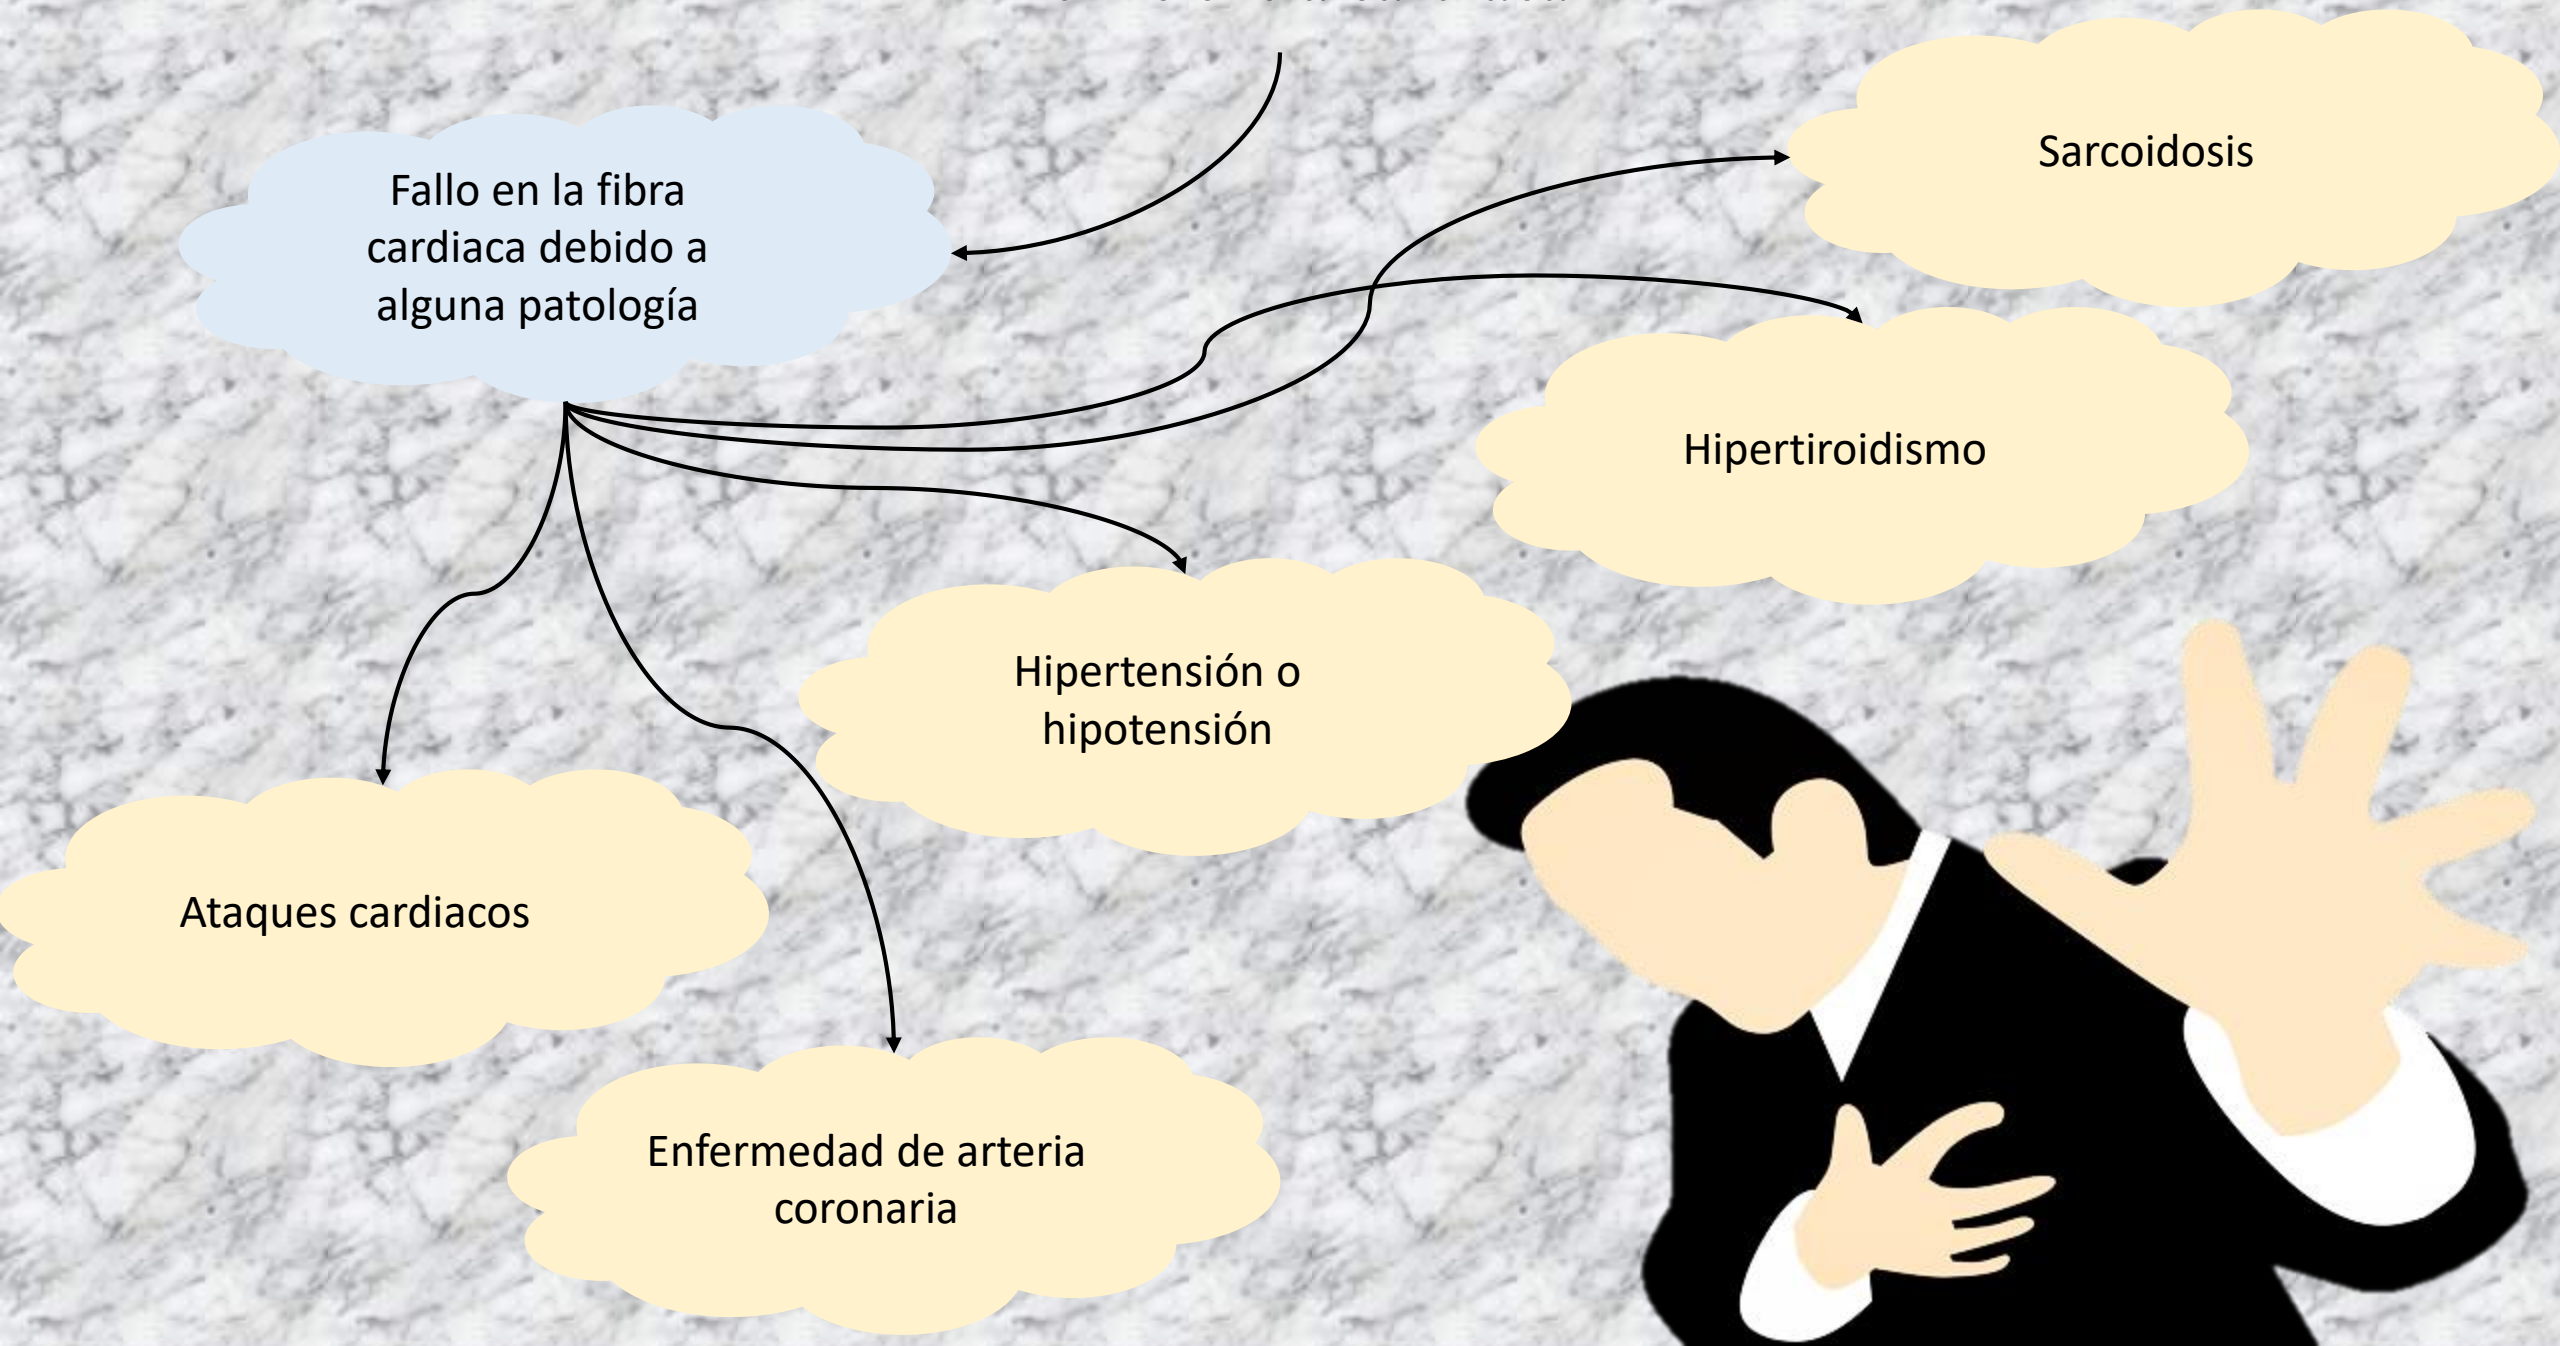 Fallo en la fibra
cardiaca debido a
alguna patología
Sarcoidosis
Hipertiroidismo
Hipertensión o
hipotensión
Ataques cardiacos
Enfermedad de arteria
coronaria